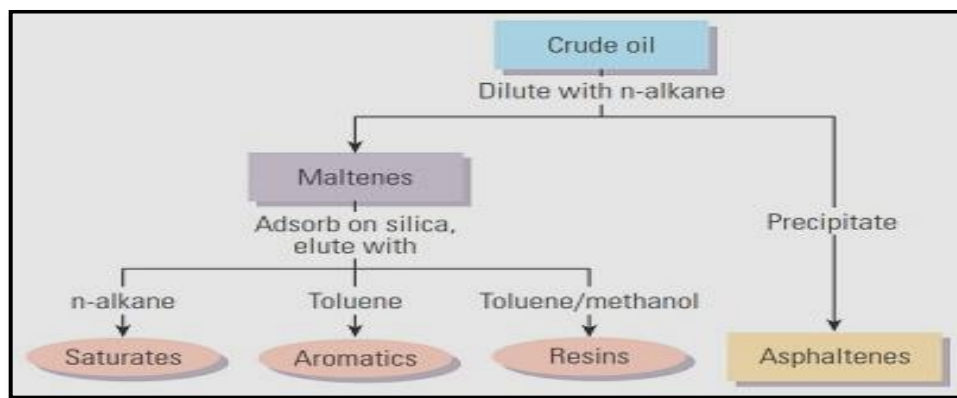 Crude oil
Dilute with n-alkane
Maltenes
Adsorb on silica,
elute with
Precipitate
n-alkane
Toluene
Toluene/methanol
Saturates
Aromatics
Resins
Asphaltenes